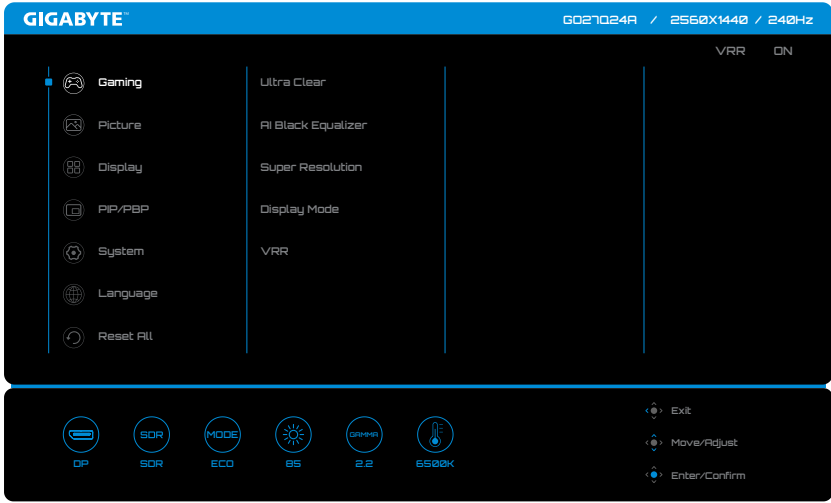 GIGABYTE™ GO27Q24A / 2560X1440 / 240Hz
VRR ON
Gaming Ultra Clear
Picture AI Black Equalizer
Display Super Resolution
PIP/PBP Display Mode
System VRR
Language
Reset All
SDR MODE GAMMA
DP SDR ECO 85 2.2 6500K
Exit
Move/Adjust
Enter/Confirm